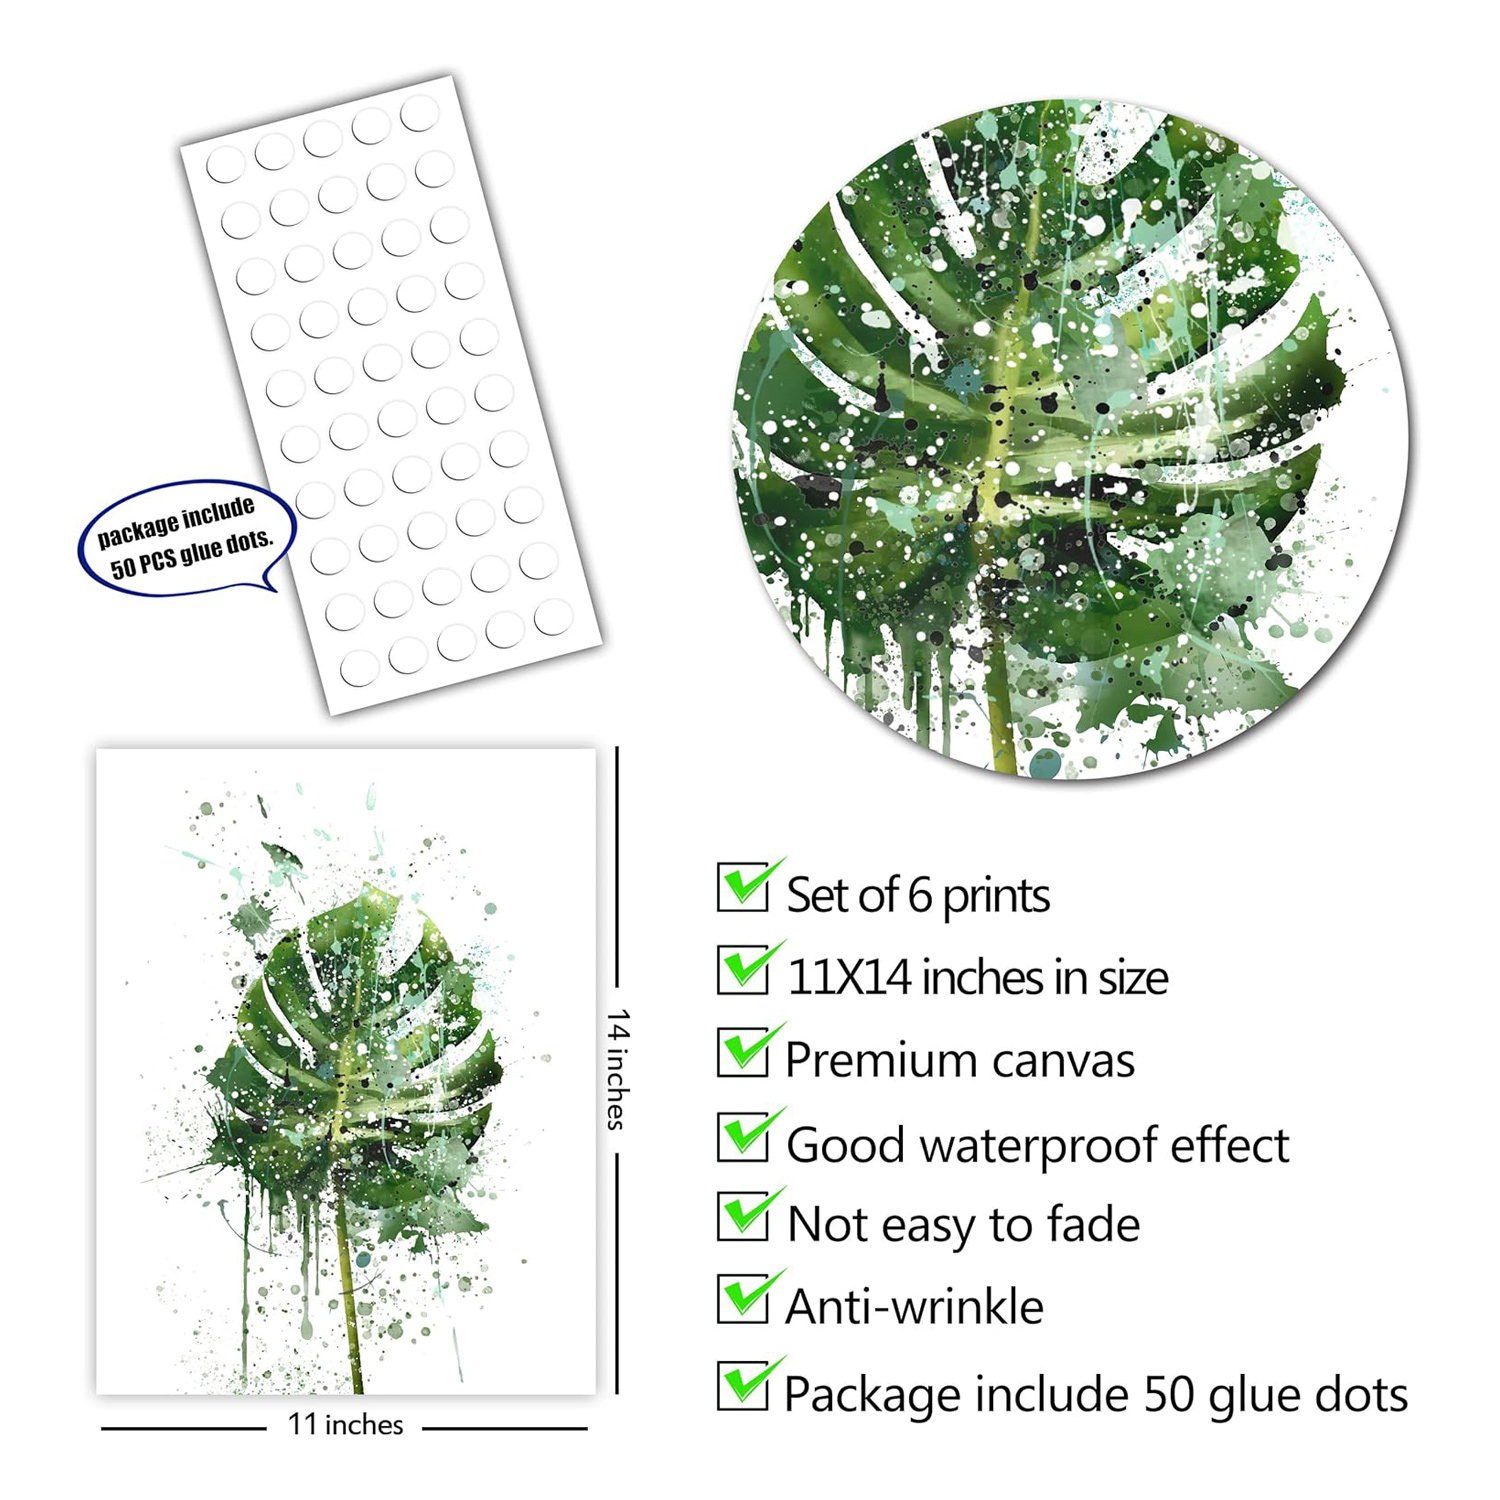 package include
50 PCS glue dots.
14 inches
11 inches
Set of 6 prints
11X14 inches in size
Premium canvas
Good waterproof effect
Not easy to fade
Anti-wrinkle
Package include 50 glue dots